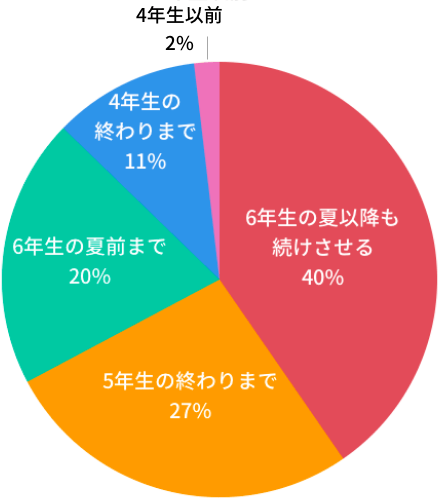 4年生以前
2%
4年生の
終わりまで
11%
6年生の夏以降も
続けさせる
40%
6年生の夏前まで
20%
5年生の終わりまで
27%